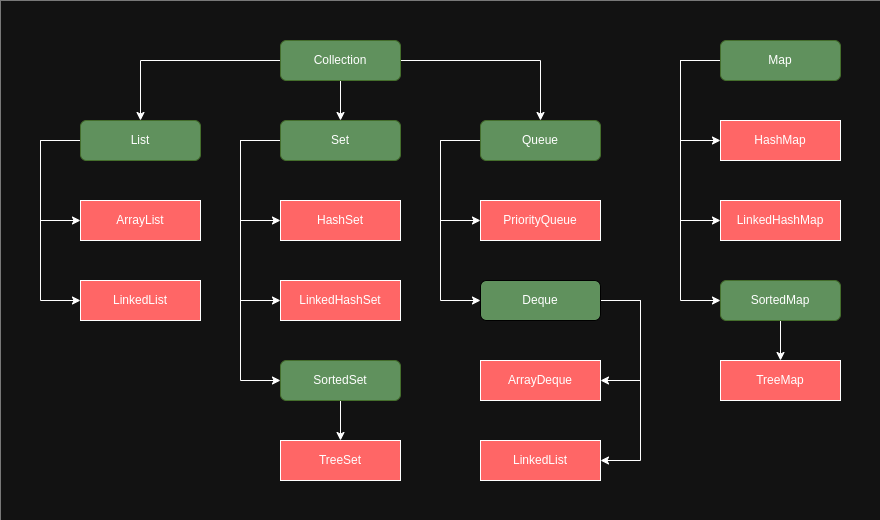 Collection
Map
List
Set
Queue
HashMap
ArrayList
HashSet
PriorityQueue
LinkedHashMap
LinkedList
LinkedHashSet
Deque
SortedMap
SortedSet
ArrayDeque
TreeMap
TreeSet
LinkedList